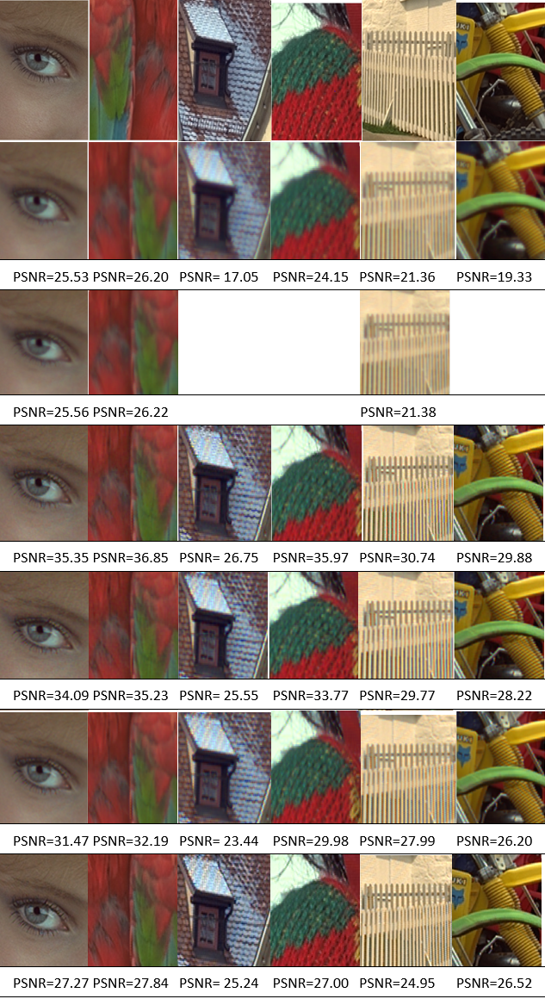 UKI
PSNR=25.53 PSNR=26.20 PSNR= 17.05 PSNR=24.15 PSNR=21.36 PSNR=19.33
PSNR=25.56 PSNR=26.22 PSNR=21.38
UKI
PSNR=35.35 PSNR=36.85 PSNR= 26.75 PSNR=35.97 PSNR=30.74 PSNR=29.88
UKI
PSNR=34.09 PSNR=35.23 PSNR= 25.55 PSNR=33.77 PSNR=29.77 PSNR=28.22
UKI
PSNR=31.47 PSNR=32.19 PSNR= 23.44 PSNR=29.98 PSNR=27.99 PSNR=26.20
UKI
PSNR=27.27 PSNR=27.84 PSNR= 25.24 PSNR=27.00 PSNR=24.95 PSNR=26.52